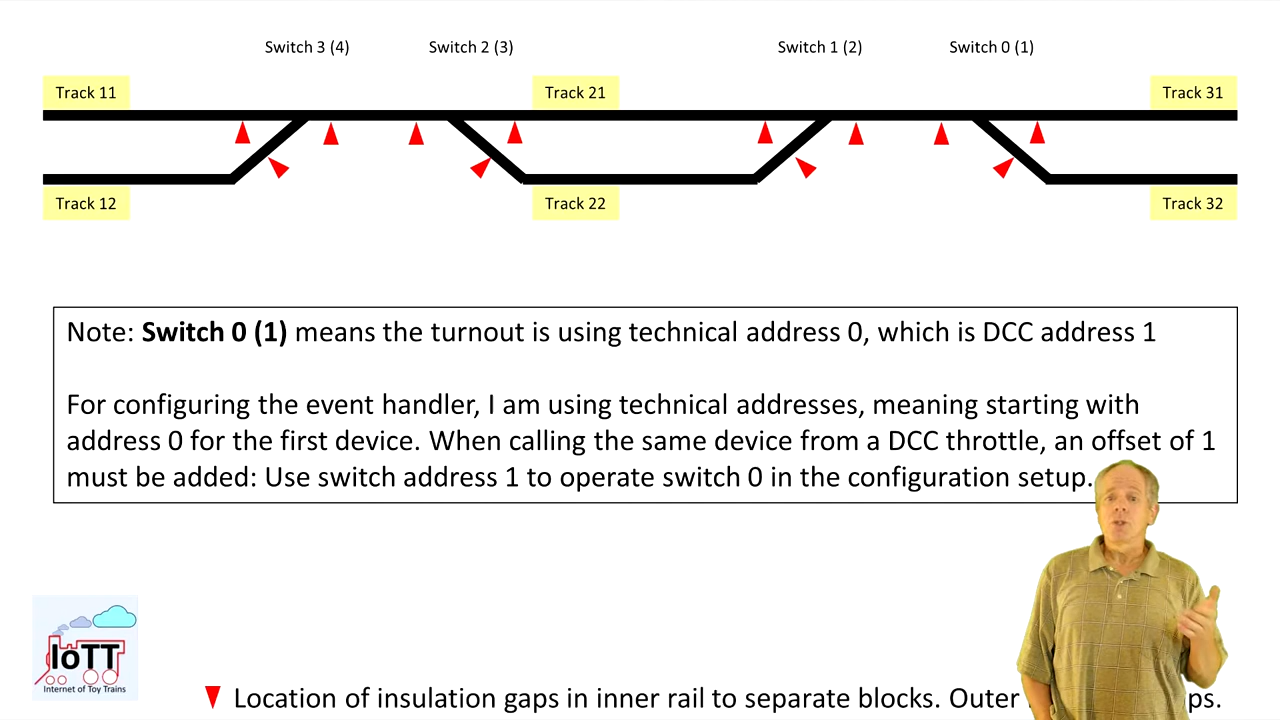 Switch 3 (4) Switch 2 (3) Switch 1 (2) Switch 0 (1)
Track 11 Track 21 Track 31
Track 12 Track 22 Track 32
Note: Switch 0 (1) means the turnout is using technical address 0, which is DCC address 1
For configuring the event handler, I am using technical addresses, meaning starting with
address 0 for the first device. When calling the same device from a DCC throttle, an offset of 1
must be added: Use switch address 1 to operate switch 0 in the configuration setup.
IoTT
Internet of Toy Trains
Location of insulation gaps in inner rail to separate blocks. Outer